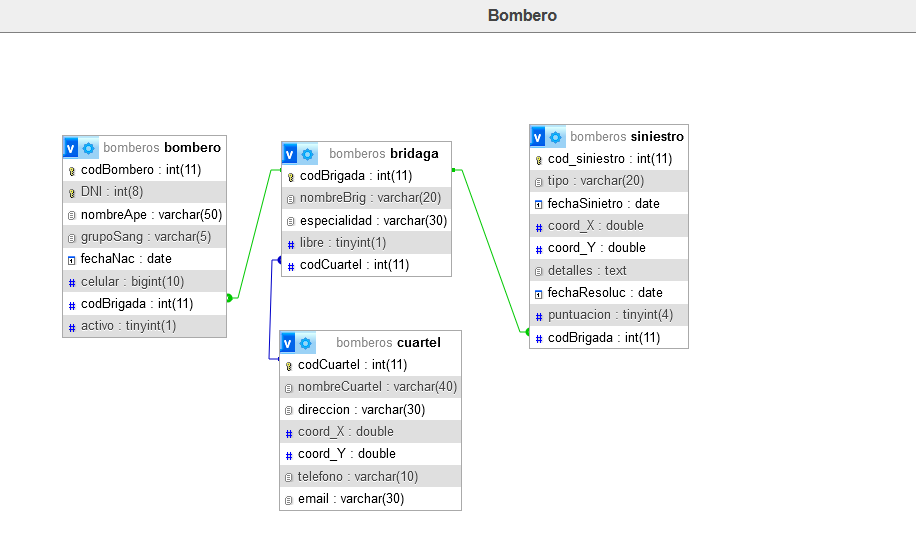 Bombero
v bomberos bombero
codBombero : int(11)
DNI : int(8)
nombreApe : varchar(50)
grupoSang : varchar(5)
fechaNac : date
# celular : bigint(10)
# codBrigada : int(11)
# activo : tinyint(1)
v bomberos bridaga
codBrigada : int(11)
nombreBrig : varchar(20)
especialidad : varchar(30)
# libre : tinyint(1)
# codCuartel : int(11)
v bomberos cuartel
codCuartel : int(11)
nombreCuartel : varchar(40)
direccion : varchar(30)
# coord_X : double
# coord_Y : double
telefono : varchar(10)
email : varchar(30)
v bomberos siniestro
cod_siniestro : int(11)
tipo : varchar(20)
fechaSinietro : date
# coord_X : double
# coord_Y : double
detalles : text
fechaResoluc : date
# puntuacion : tinyint(4)
# codBrigada : int(11)